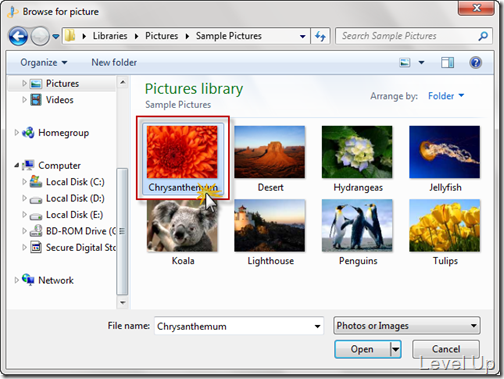 Browse for picture
Libraries Pictures Sample Pictures
Search Sample Pictures
Organize New folder
Pictures
Videos
Homegroup
Computer
Local Disk (C:)
Local Disk (D:)
Local Disk (E:)
BD-ROM Drive (G
Secure Digital Sto
Network
Pictures library
Sample Pictures
Arrange by: Folder
Chrysanthemum
Desert
Hydrangeas
Jellyfish
Koala
Lighthouse
Penguins
Tulips
File name: Chrysanthemum
Photos or Images
Open
Cancel
Level Up